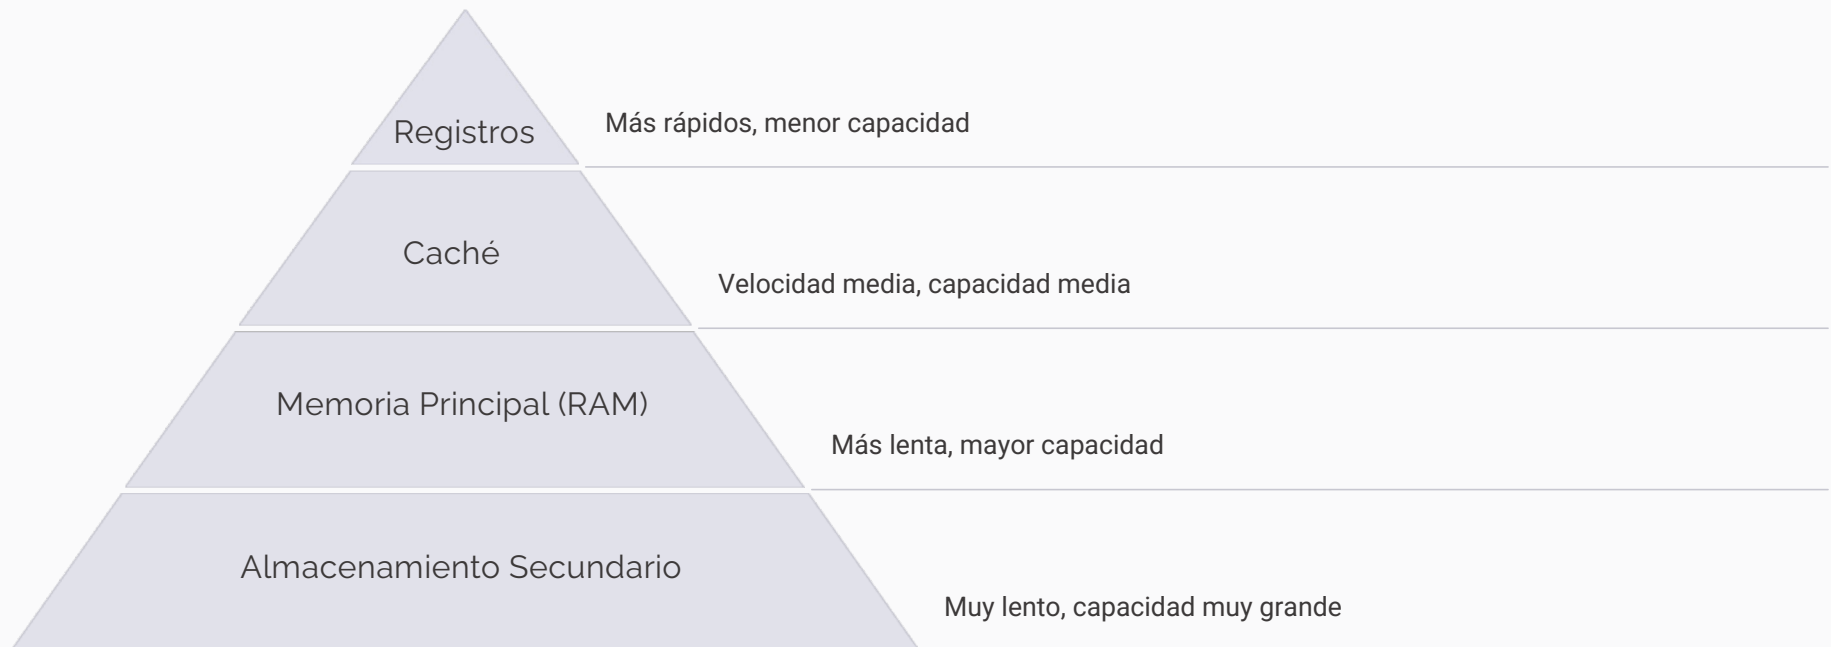 Registros
Más rápidos, menor capacidad
Caché
Velocidad media, capacidad media
Memoria Principal (RAM)
Más lenta, mayor capacidad
Almacenamiento Secundario
Muy lento, capacidad muy grande